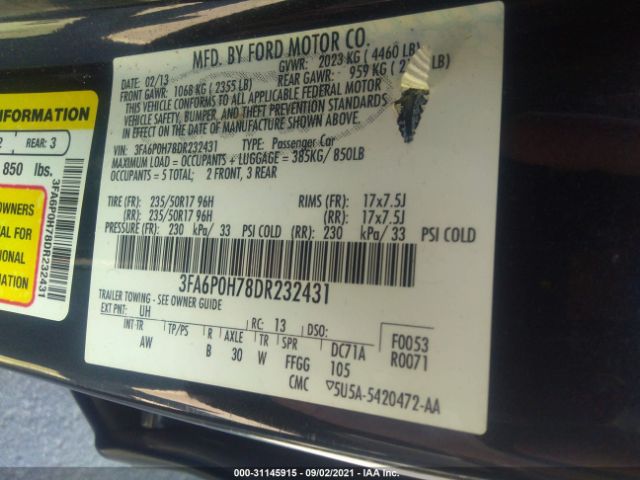 MFD. BY FORD MOTOR CO.
02/13 GVWR: 2023 KG ( 4460 LB)
FRONT GAWR: 1068 KG ( 2355 LB) REAR GAWR: 959 KG
THIS VEHICLE CONFORMS TO ALL APPLICABLE FEDERAL MOTOR
VEHICLE SAFETY, BUMPER, AND THEFT PREVENTION STANDARDS
IN EFFECT ON THE DATE OF MANUFACTURE SHOWN ABOVE.
VIN: 3FA6P0H78DR232431 TYPE: Passenger Car
MAXIMUM LOAD = OCCUPANTS + LUGGAGE = 385KG/ 850LB
OCCUPANTS = 5 TOTAL; 2 FRONT, 3 REAR
TIRE (FR): 235/50R17 96H RIMS (FR): 17x7.5J
(RR): 235/50R17 96H (RR): 17x7.5J
PRESSURE (FR): 230 kPa/ 33 PSI COLD (RR): 230 kPa/ 33 PSI COLD
3FA6P0H78DR232431
TRAILER TOWING - SEE OWNER GUIDE
EXT PNT: UH RC: 13 DSO: F0053
INT TR TP/PS R AXLE TR SPR DC71A R0071
AW B 30 W FFGG 105
CMC ▽5U5A-5420472-AA
INFORMATION
2 REAR: 3
850 lbs.
OWNERS
MANUAL FOR
ADDITIONAL
INFORMATION
3FA6P0H78DR232431
000-31145915 - 09/02/2021 - IAA Inc.